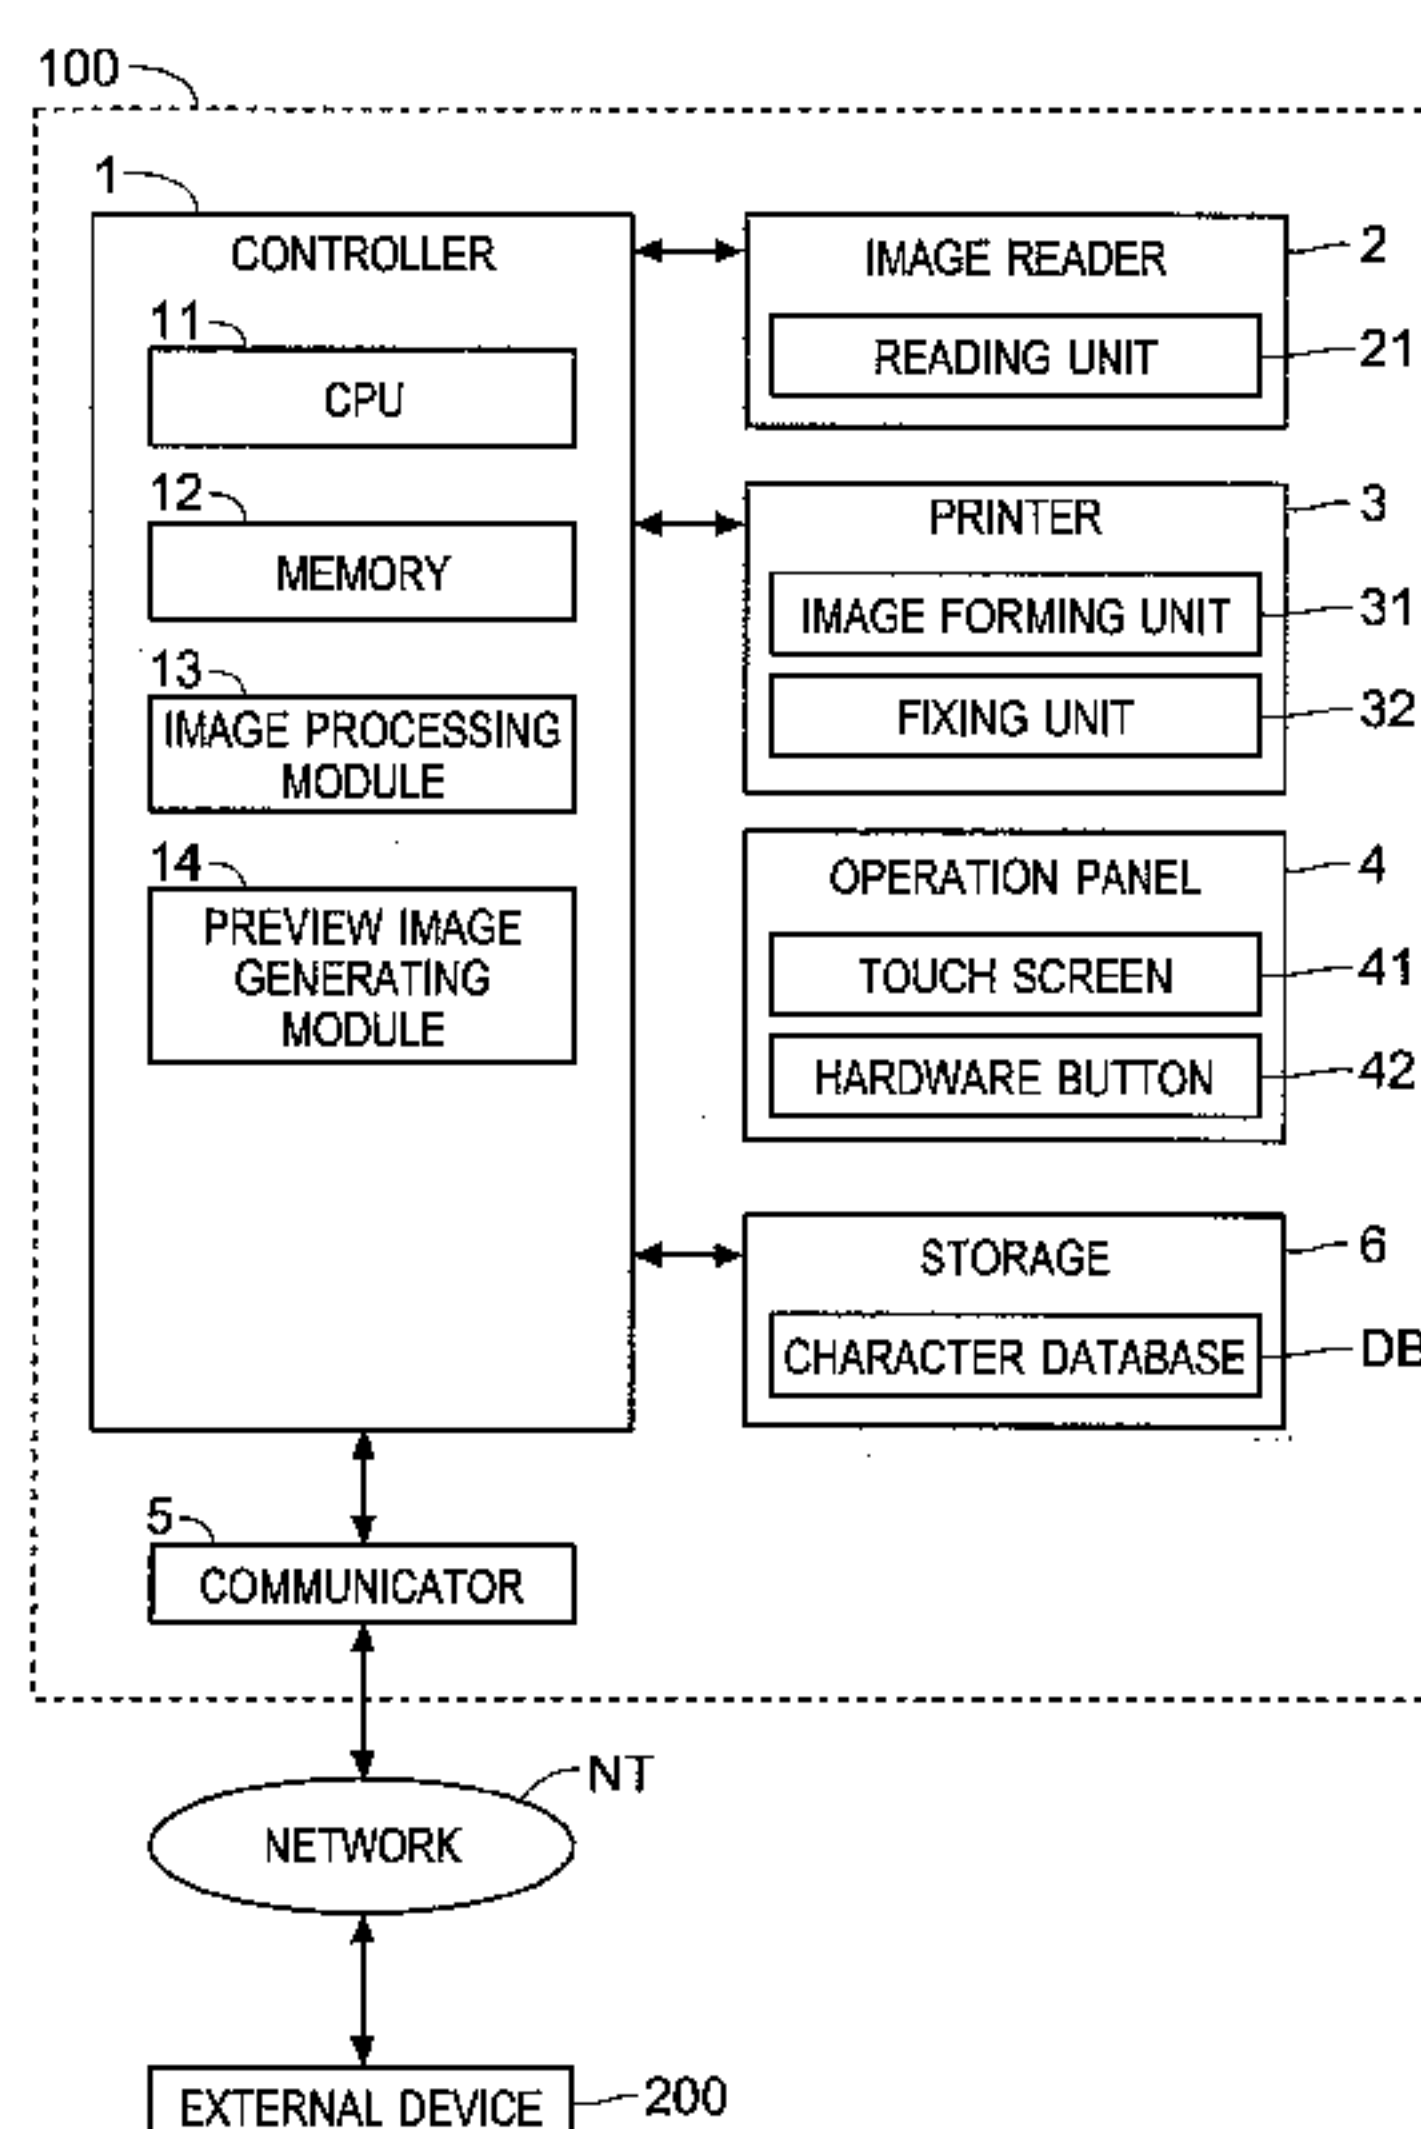 100
1
CONTROLLER
11
CPU
12
MEMORY
13
IMAGE PROCESSING
MODULE
14
PREVIEW IMAGE
GENERATING
MODULE
IMAGE READER
2
READING UNIT
21
PRINTER
3
IMAGE FORMING UNIT
31
FIXING UNIT
32
OPERATION PANEL
4
TOUCH SCREEN
41
HARDWARE BUTTON
42
STORAGE
6
CHARACTER DATABASE
DB
5
COMMUNICATOR
NT
NETWORK
EXTERNAL DEVICE
200